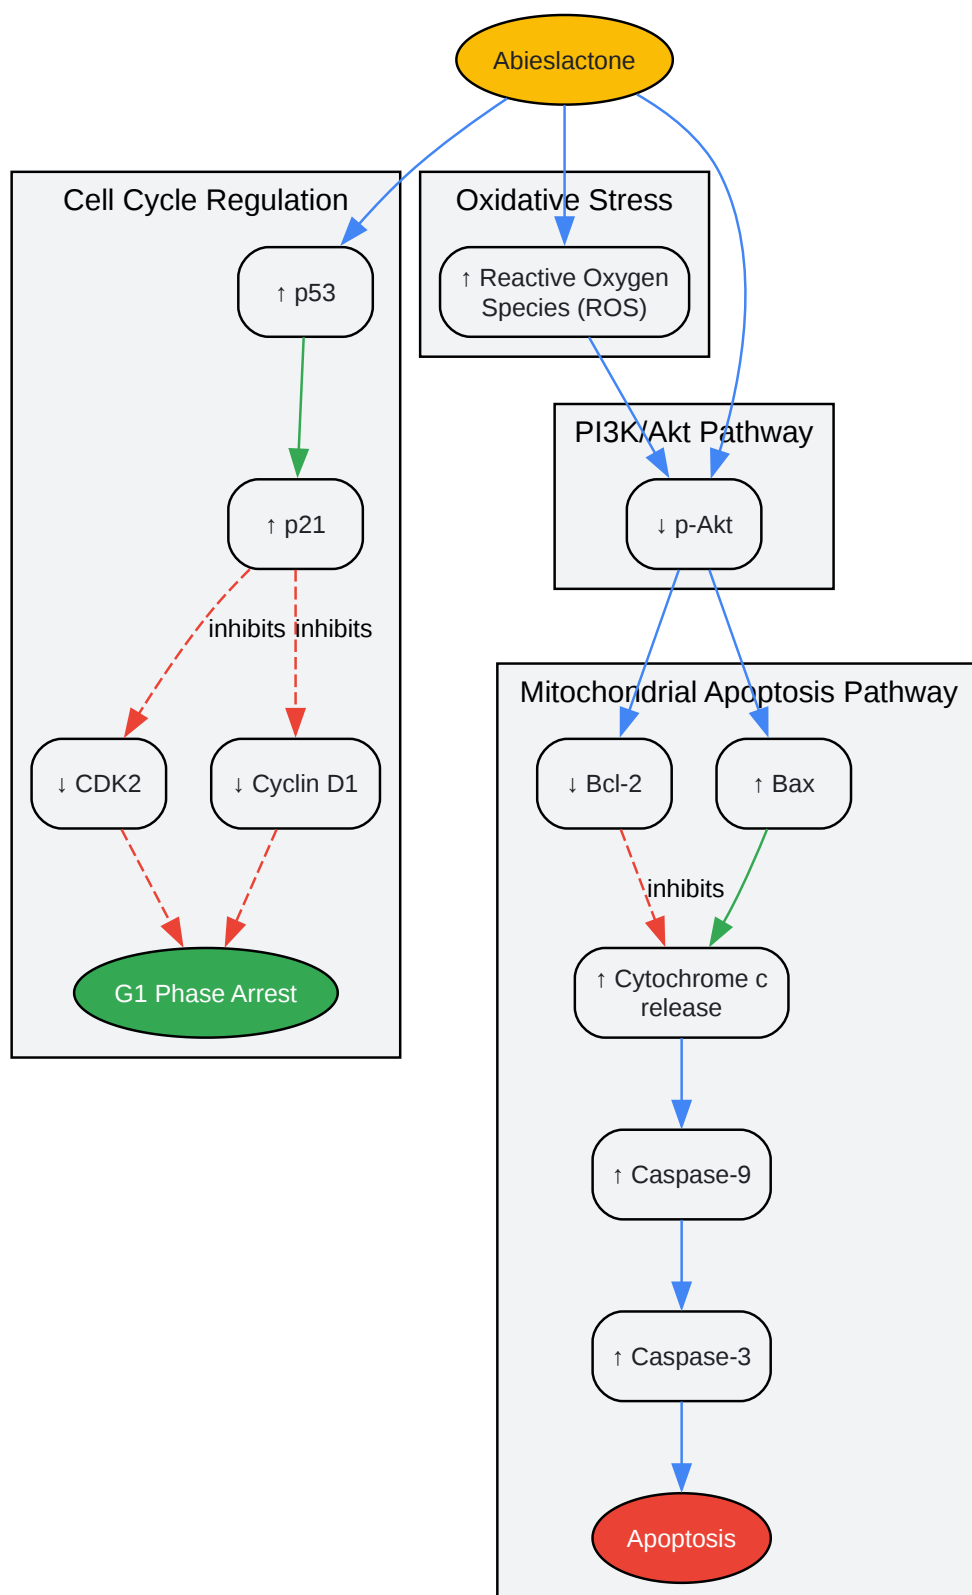 Abieslactone
Cell Cycle Regulation
Oxidative Stress
↑ p53
↑ Reactive Oxygen
Species (ROS)
PI3K/Akt Pathway
↑ p21
↓ p-Akt
inhibits
inhibits
Mitochondrial Apoptosis Pathway
↓ CDK2
↓ Cyclin D1
↓ Bcl-2
↑ Bax
inhibits
G1 Phase Arrest
↑ Cytochrome c
release
↑ Caspase-9
↑ Caspase-3
Apoptosis